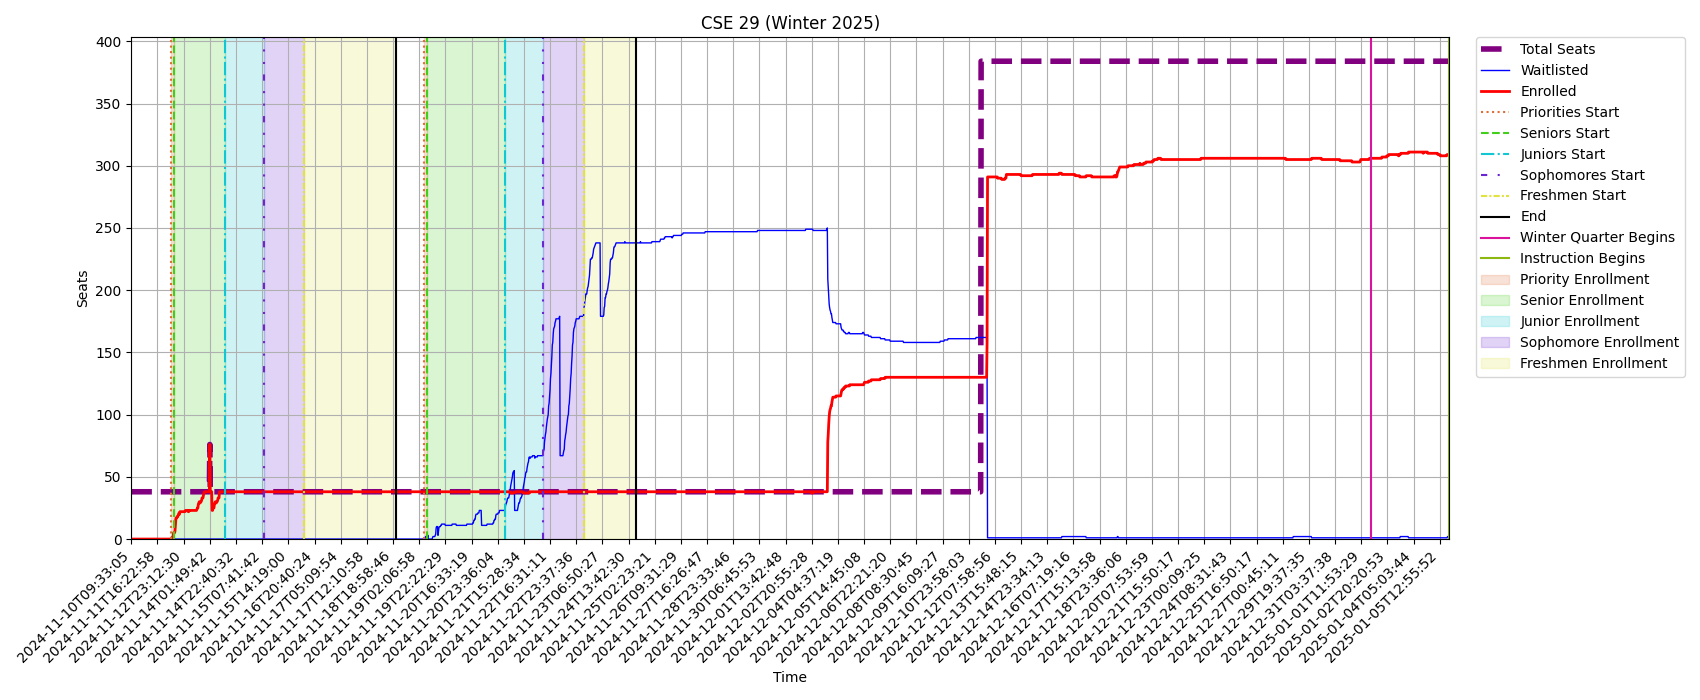 CSE 29 (Winter 2025)
400
350
300
250
200
150
100
50
0
Seats
2024-11-10T09:33:05
2024-11-11T16:22:58
2024-11-12T23:12:30
2024-11-14T01:49:42
2024-11-14T22:40:32
2024-11-15T07:41:42
2024-11-15T14:19:00
2024-11-16T20:40:24
2024-11-17T05:09:54
2024-11-17T12:10:58
2024-11-18T18:58:46
2024-11-19T02:06:58
2024-11-19T22:22:29
2024-11-20T16:33:19
2024-11-20T23:36:04
2024-11-21T15:28:34
2024-11-22T16:31:11
2024-11-22T23:37:36
2024-11-23T06:50:27
2024-11-24T13:42:30
2024-11-25T02:23:21
2024-11-26T09:31:29
2024-11-27T16:26:47
2024-11-28T23:33:46
2024-11-30T06:45:53
2024-12-01T13:42:48
2024-12-02T20:55:28
2024-12-04T04:37:19
2024-12-05T14:45:08
2024-12-06T22:21:20
2024-12-08T08:30:45
2024-12-09T16:09:27
2024-12-10T23:58:03
2024-12-12T07:58:56
2024-12-13T15:48:15
2024-12-14T23:34:13
2024-12-16T07:19:16
2024-12-17T15:13:58
2024-12-18T23:36:06
2024-12-20T07:53:59
2024-12-21T15:50:17
2024-12-23T00:09:25
2024-12-24T08:31:43
2024-12-25T16:50:17
2024-12-27T00:45:11
2024-12-29T19:37:35
2024-12-31T03:37:38
2025-01-01T11:53:29
2025-01-02T20:20:53
2025-01-04T05:03:44
2025-01-05T12:55:52
Time
Total Seats
Waitlisted
Enrolled
Priorities Start
Seniors Start
Juniors Start
Sophomores Start
Freshmen Start
End
Winter Quarter Begins
Instruction Begins
Priority Enrollment
Senior Enrollment
Junior Enrollment
Sophomore Enrollment
Freshmen Enrollment